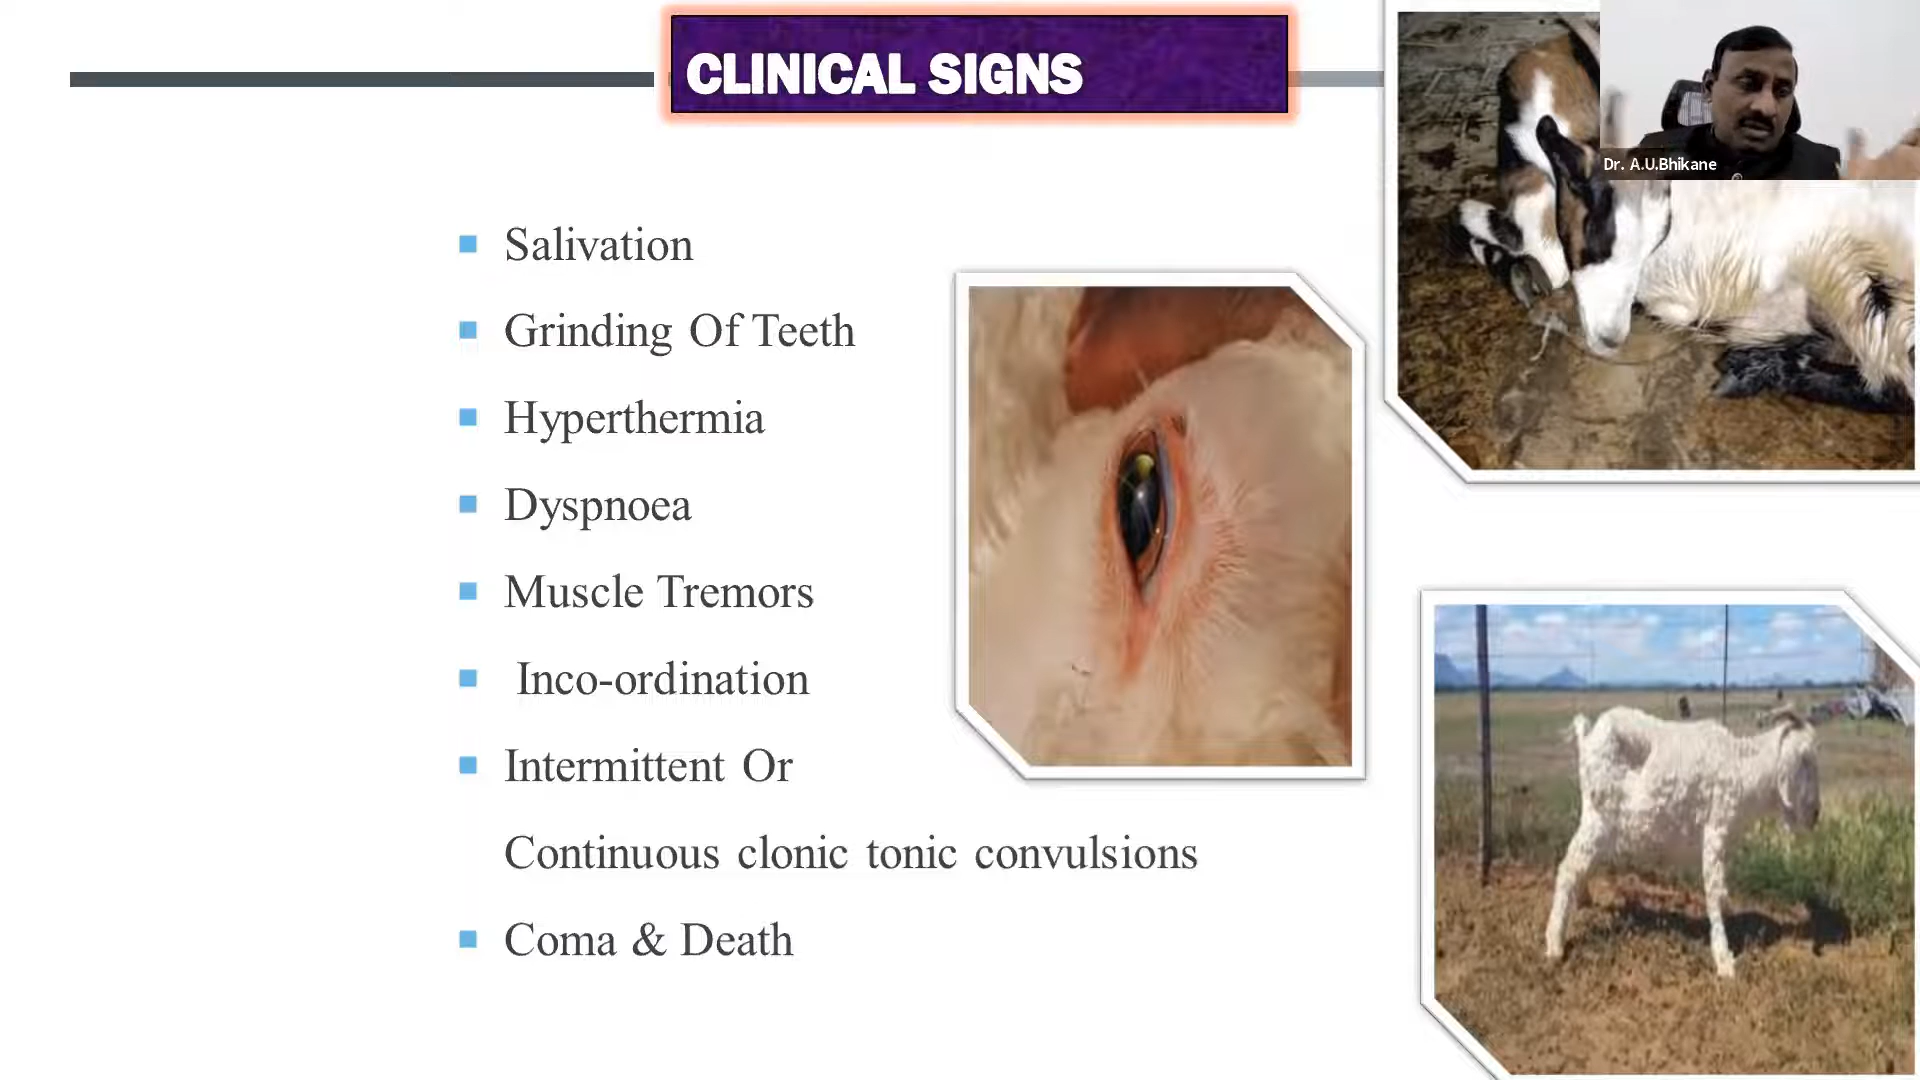 CLINICAL SIGNS
Dr. A.U.Bhikane
Salivation
Grinding Of Teeth
Hyperthermia
Dyspnoea
Muscle Tremors
Inco-ordination
Intermittent Or
Continuous clonic tonic convulsions
Coma & Death